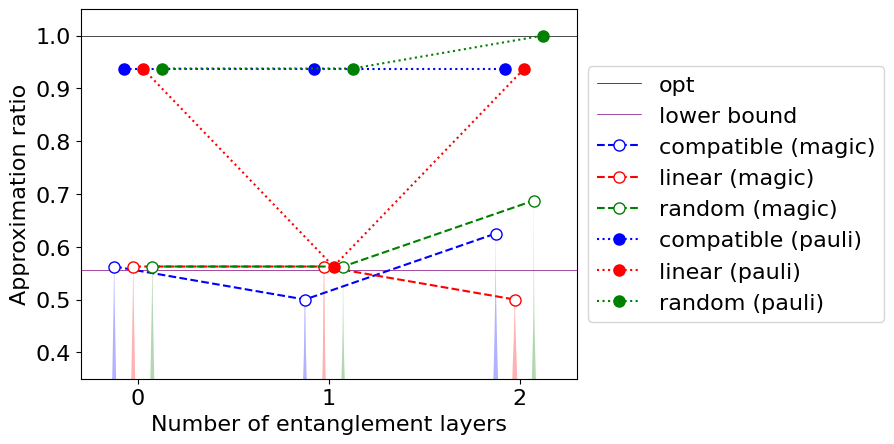 1.0
0.9
0.8
0.7
0.6
0.5
0.4
Approximation ratio
0 1 2
Number of entanglement layers
opt
lower bound
compatible (magic)
linear (magic)
random (magic)
compatible (pauli)
linear (pauli)
random (pauli)